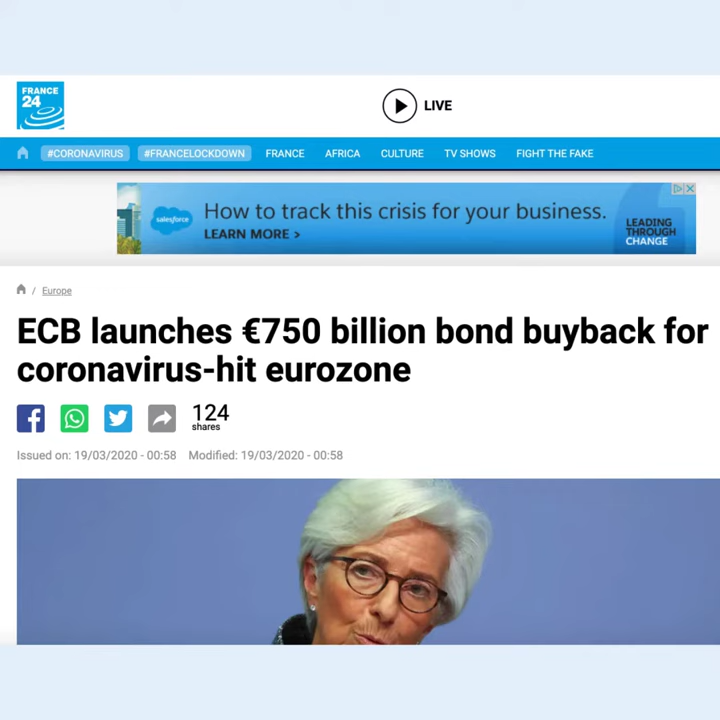 FRANCE
24
LIVE
#CORONAVIRUS #FRANCELOCKDOWN FRANCE AFRICA CULTURE TV SHOWS FIGHT THE FAKE
salesforce
How to track this crisis for your business.
LEARN MORE >
LEADING
THROUGH
CHANGE
/ Europe
ECB launches €750 billion bond buyback for
coronavirus-hit eurozone
124
shares
Issued on: 19/03/2020 - 00:58 Modified: 19/03/2020 - 00:58